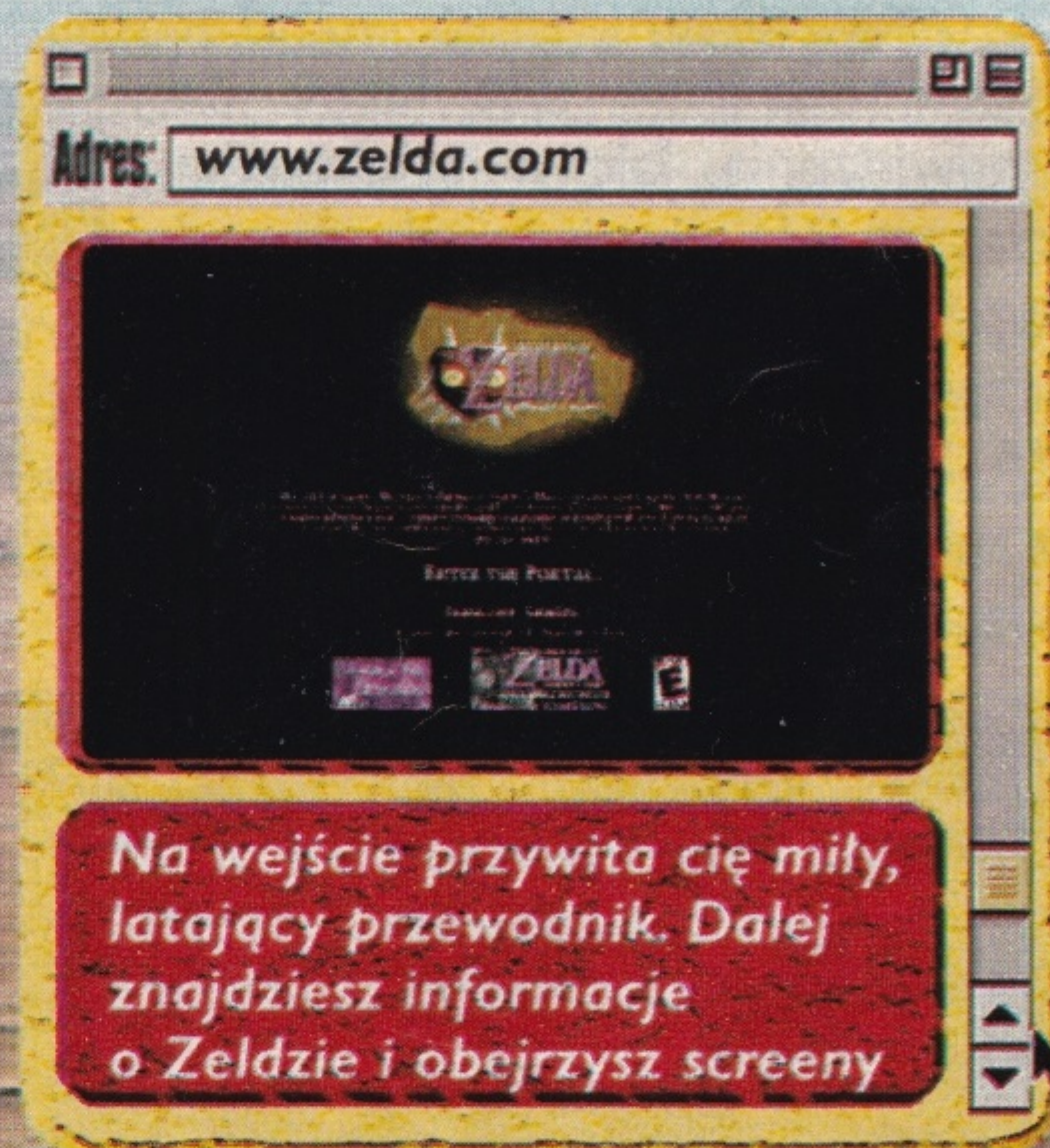 Adres: www.zelda.com
ZELDA
ENTER THE PORTAL
ZELDA
E
Na wejście przywita cię miły,
latający przewodnik. Dalej
znajdziesz informacje
o Zeldzie i obejrzysz screeny